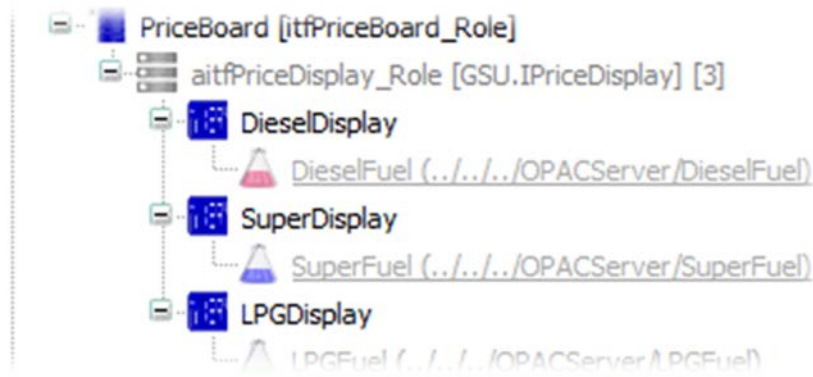 PriceBoard [itfPriceBoard_Role]
aitfPriceDisplay_Role [GSU.IPriceDisplay] [3]
DieselDisplay
DieselFuel (../../../OPACServer/DieselFuel)
SuperDisplay
SuperFuel (../../../OPACServer/SuperFuel)
LPGDisplay
LPGFuel (../../../OPACServer/LPGFuel)